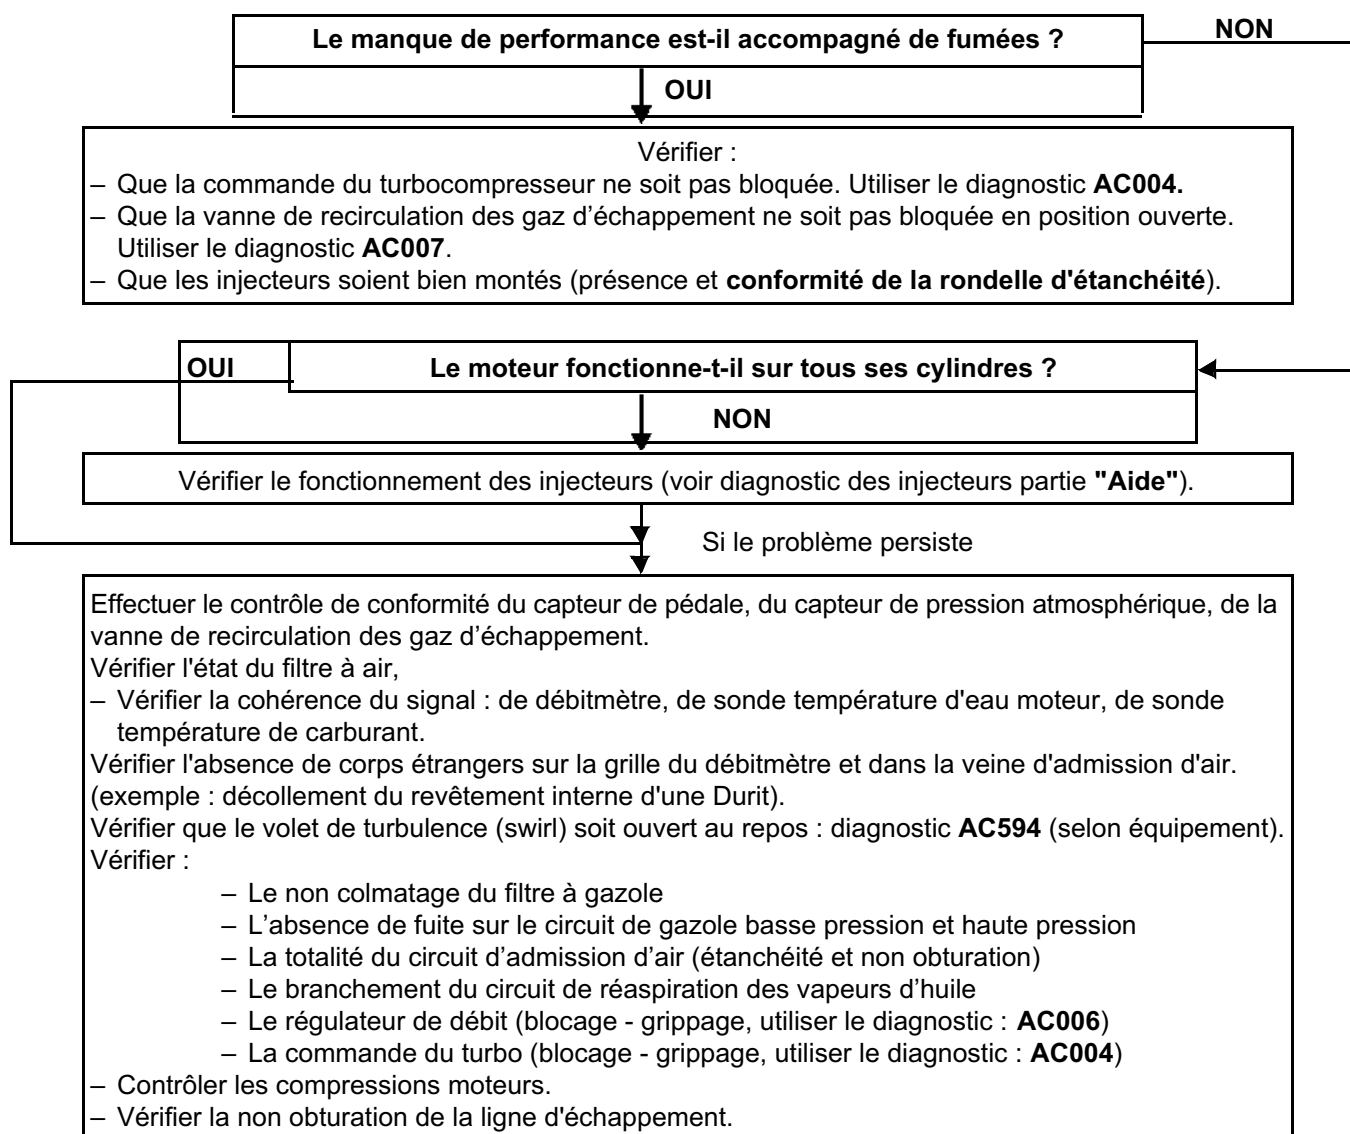 Le manque de performance est-il accompagné de fumées ?
NON
OUI
Vérifier :
– Que la commande du turbocompresseur ne soit pas bloquée. Utiliser le diagnostic AC004.
– Que la vanne de recirculation des gaz d’échappement ne soit pas bloquée en position ouverte.
Utiliser le diagnostic AC007.
– Que les injecteurs soient bien montés (présence et conformité de la rondelle d'étanchéité).
OUI
Le moteur fonctionne-t-il sur tous ses cylindres ?
NON
Vérifier le fonctionnement des injecteurs (voir diagnostic des injecteurs partie "Aide").
Si le problème persiste
Effectuer le contrôle de conformité du capteur de pédale, du capteur de pression atmosphérique, de la
vanne de recirculation des gaz d’échappement.
Vérifier l'état du filtre à air,
– Vérifier la cohérence du signal : de débitmètre, de sonde température d'eau moteur, de sonde
température de carburant.
Vérifier l'absence de corps étrangers sur la grille du débitmètre et dans la veine d'admission d'air.
(exemple : décollement du revêtement interne d'une Durit).
Vérifier que le volet de turbulence (swirl) soit ouvert au repos : diagnostic AC594 (selon équipement).
Vérifier :
– Le non colmatage du filtre à gazole
– L’absence de fuite sur le circuit de gazole basse pression et haute pression
– La totalité du circuit d’admission d’air (étanchéité et non obturation)
– Le branchement du circuit de réaspiration des vapeurs d’huile
– Le régulateur de débit (blocage - grippage, utiliser le diagnostic : AC006)
– La commande du turbo (blocage - grippage, utiliser le diagnostic : AC004)
– Contrôler les compressions moteurs.
– Vérifier la non obturation de la ligne d'échappement.